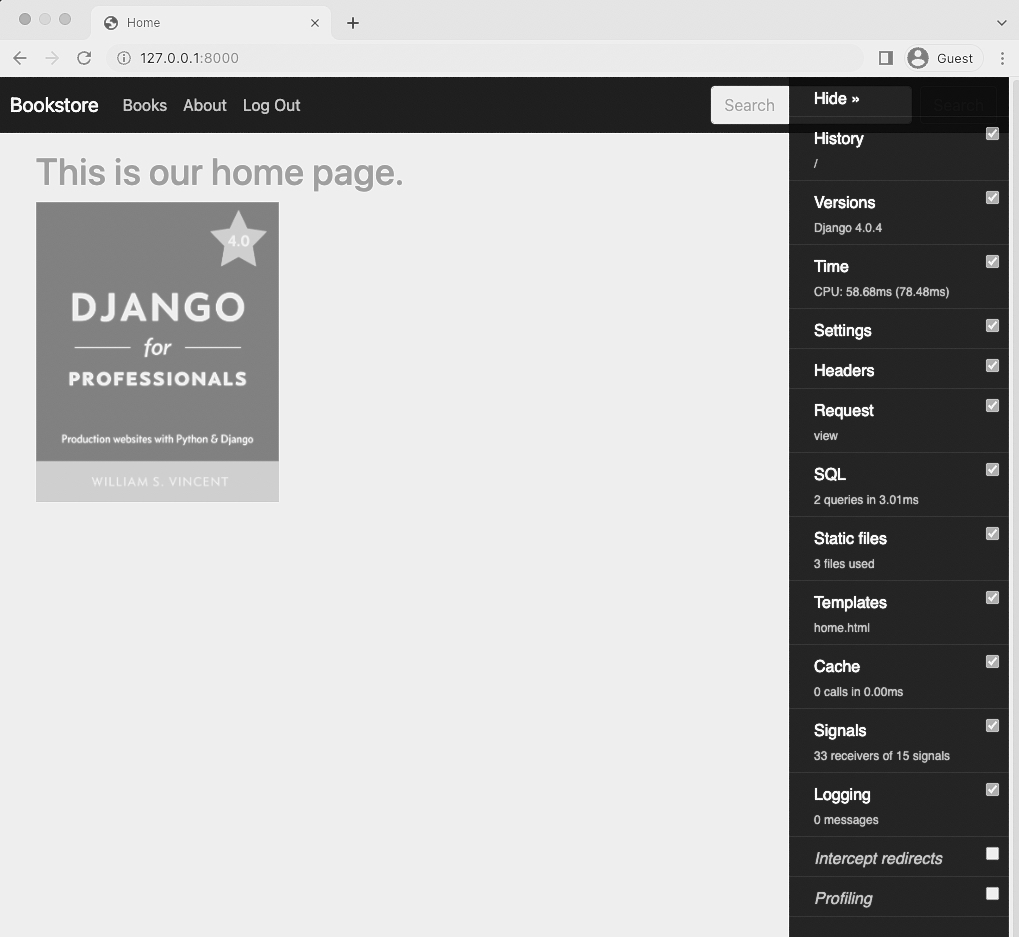 Home
127.0.0.1:8000
Guest
Bookstore Books About Log Out Search Search
This is our home page.
4.0
DJANGO
for
PROFESSIONALS
Production websites with Python & Django
WILLIAM S. VINCENT
Hide »
History
/
Versions
Django 4.0.4
Time
CPU: 58.68ms (78.48ms)
Settings
Headers
Request
view
SQL
2 queries in 3.01ms
Static files
3 files used
Templates
home.html
Cache
0 calls in 0.00ms
Signals
33 receivers of 15 signals
Logging
0 messages
Intercept redirects
Profiling